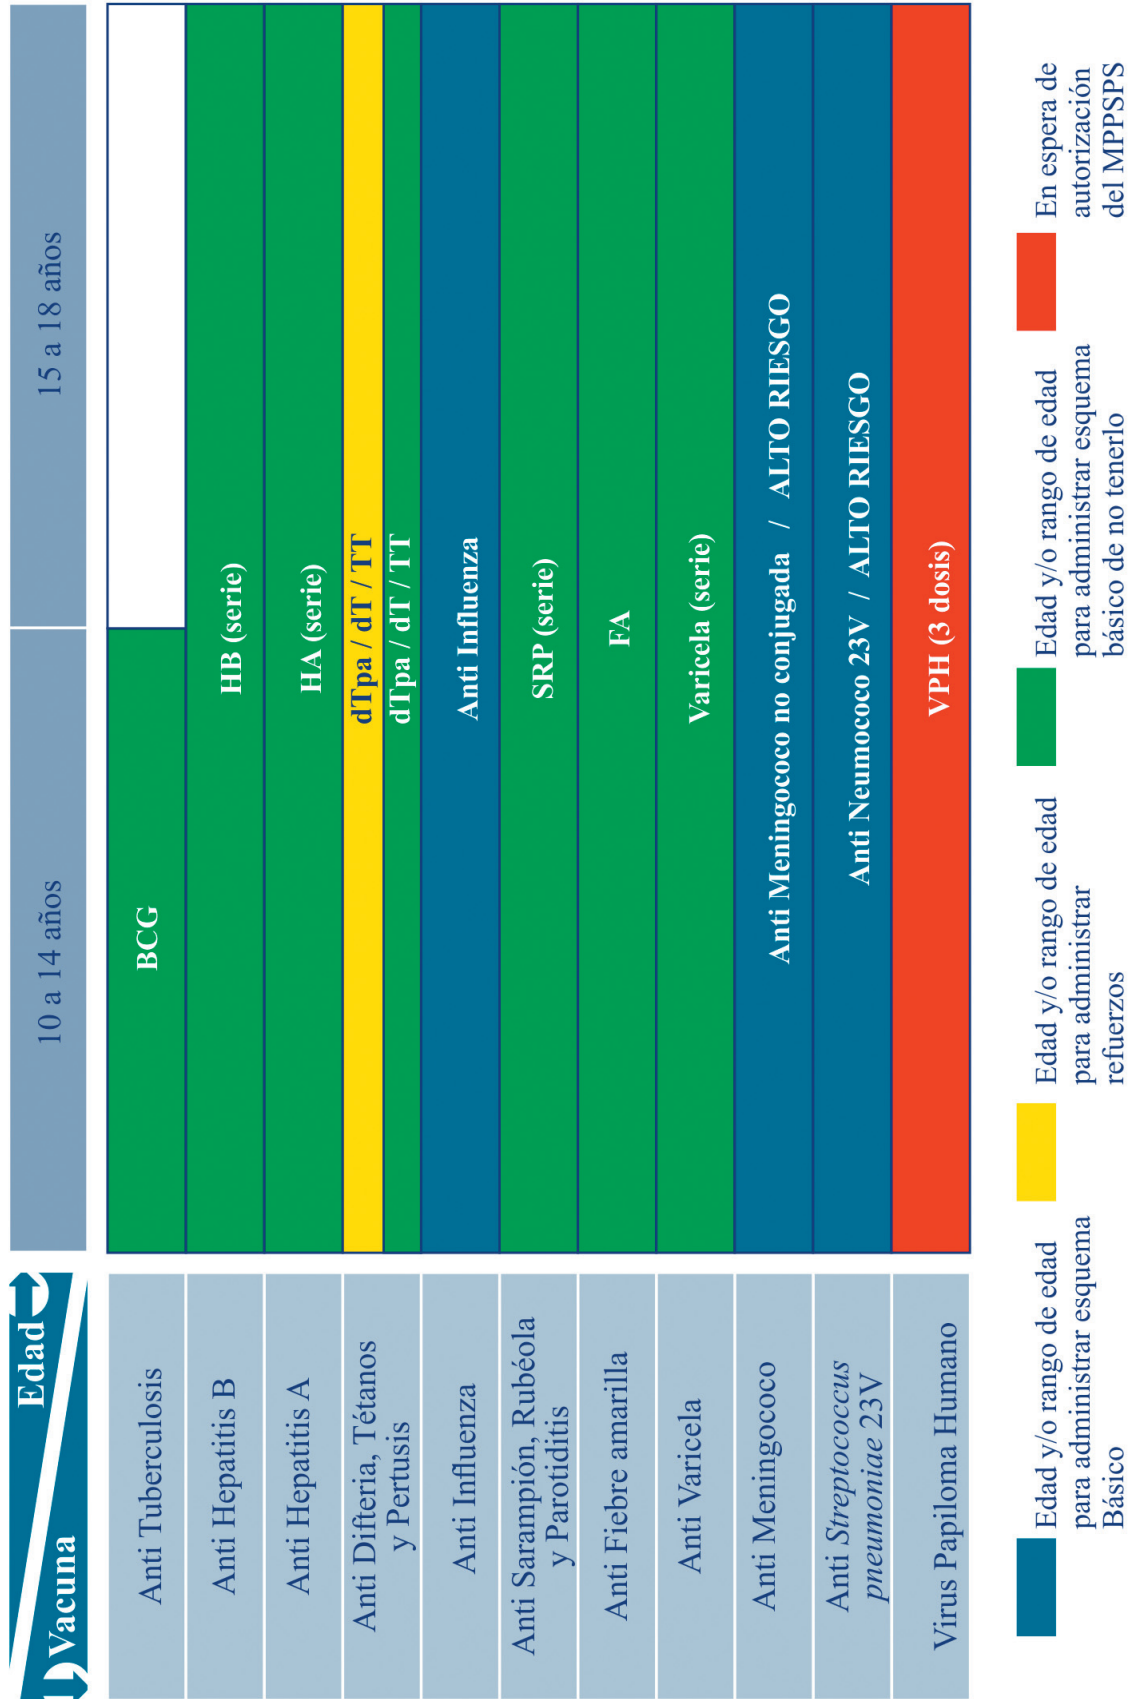 Edad
Vacuna
10 a 14 años
15 a 18 años
Anti Tuberculosis
BCG
Anti Hepatitis B
HB (serie)
Anti Hepatitis A
HA (serie)
Anti Difteria, Tétanos
y Pertusis
dTpa / dT / TT
dTpa / dT / TT
Anti Influenza
Anti Influenza
Anti Sarampión, Rubéola
y Parotiditis
SRP (serie)
Anti Fiebre amarilla
FA
Anti Varicela
Varicela (serie)
Anti Meningococo
Anti Meningococo no conjugada / ALTO RIESGO
Anti Streptococcus
pneumoniae 23V
Anti Neumococo 23V / ALTO RIESGO
Virus Papiloma Humano
VPH (3 dosis)
Edad y/o rango de edad
para administrar esquema
Básico
Edad y/o rango de edad
para administrar
refuerzos
Edad y/o rango de edad
para administrar esquema
básico de no tenerlo
En espera de
autorización
del MPPSPS